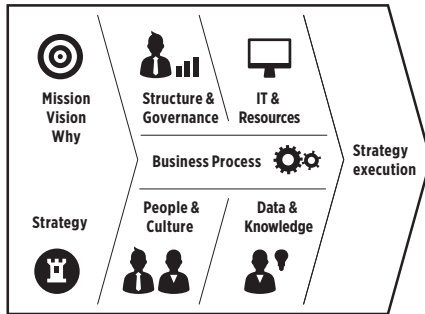 Mission
Vision
Why
Structure &
Governance
IT &
Resources
Business Process
Strategy
execution
Strategy
People &
Culture
Data &
Knowledge